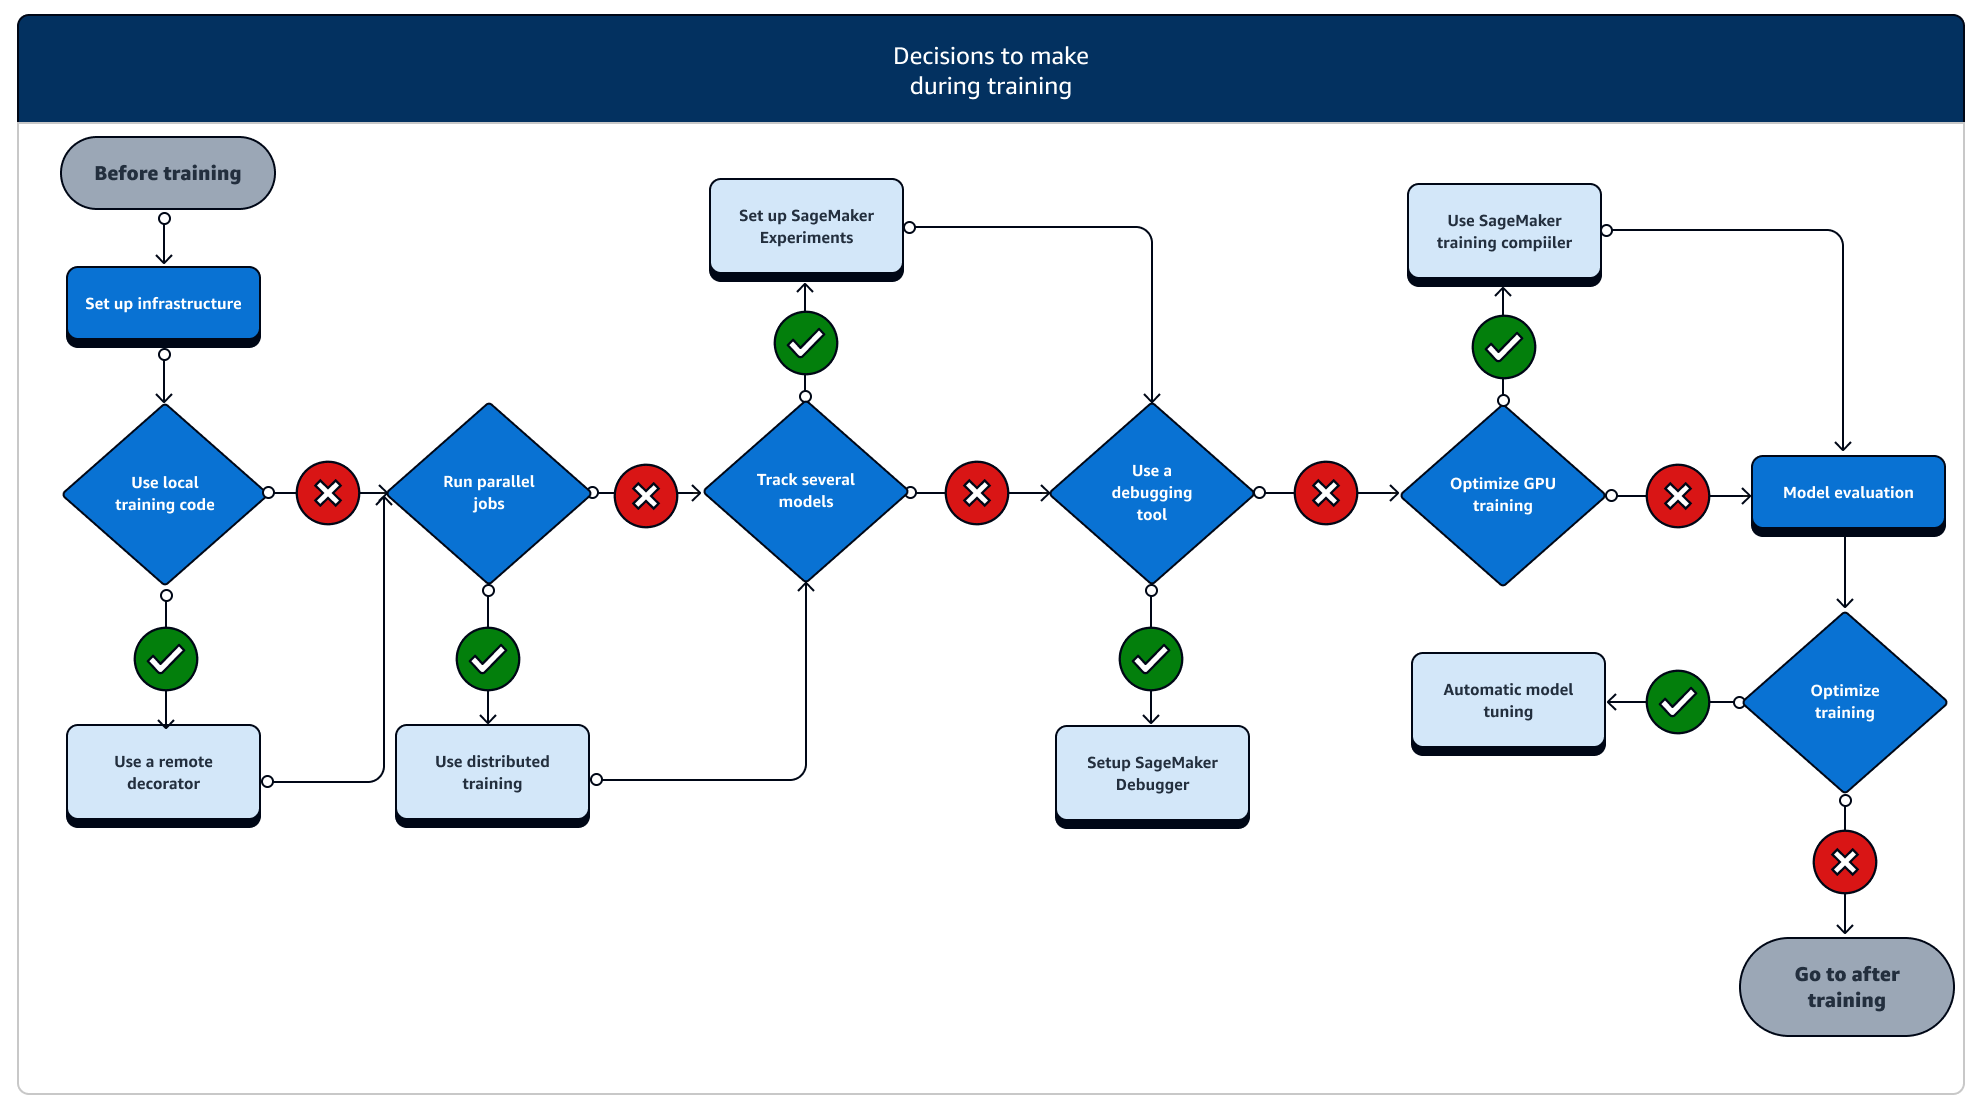 Decisions to make
during training
Before training
Set up infrastructure
Use local
training code
Use a remote
decorator
Run parallel
jobs
Use distributed
training
Set up SageMaker
Experiments
Track several
models
Use a
debugging
tool
Setup SageMaker
Debugger
Use SageMaker
training compiiler
Optimize GPU
training
Model evaluation
Automatic model
tuning
Optimize
training
Go to after
training